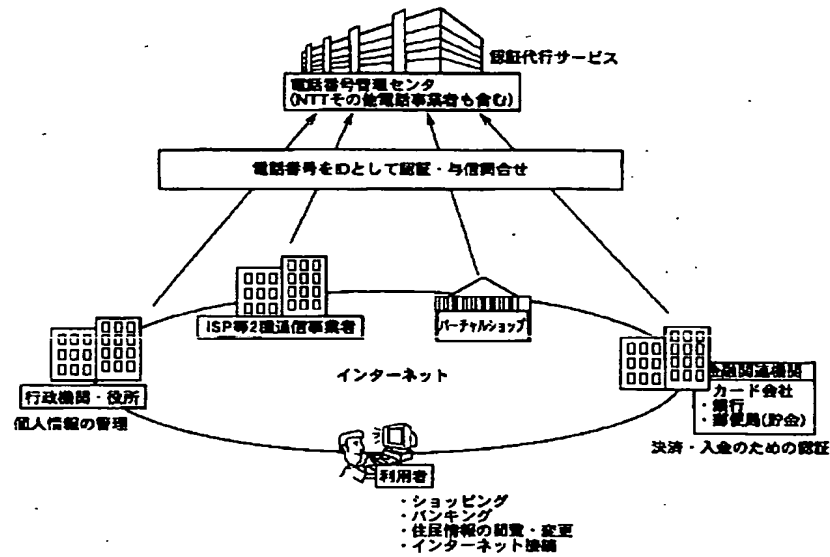 認証代行サービス
電話番号管理センタ
(NTTその他電話事業者も含む)
電話番号をIDとして認証・与信問合せ
ISP等2種通信事業者
バーチャルショップ
インターネット
行政機関・役所
個人情報の管理
金融関連機関
・カード会社
・銀行
・郵便局(貯金)
決済・入金のための認証
利用者
・ショッピング
・バンキング
・住民情報の閲覧・変更
・インターネット接続